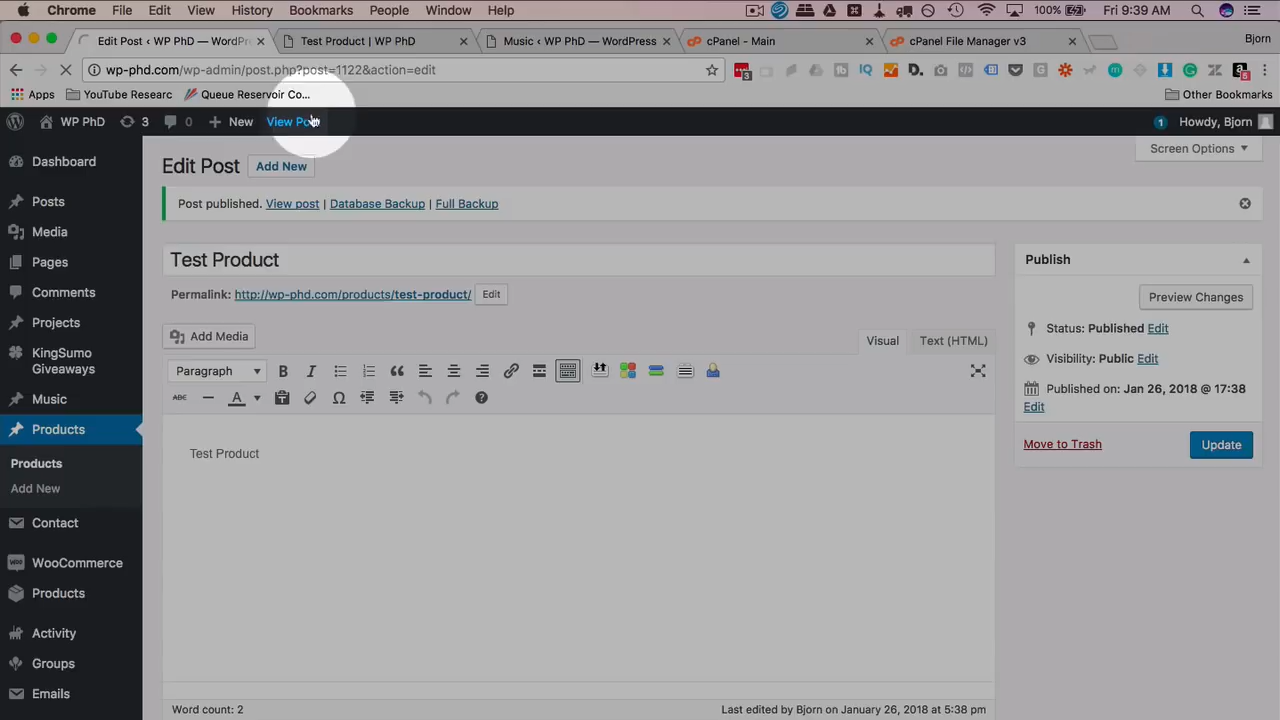 Chrome File Edit View History Bookmarks People Window Help 100% Fri 9:39 AM
Edit Post ‹ WP PhD — WordPr Test Product | WP PhD Music ‹ WP PhD — WordPress cPanel - Main cPanel File Manager v3 Bjorn
wp-phd.com/wp-admin/post.php?post=1122&action=edit
Apps YouTube Researc Queue Reservoir Co... Other Bookmarks
WP PhD 3 0 New View Post 1 Howdy, Bjorn
Screen Options
Dashboard
Posts
Media
Pages
Comments
Projects
KingSumo
Giveaways
Music
Products
Products
Add New
Contact
WooCommerce
Products
Activity
Groups
Emails
Edit Post Add New
Post published. View post | Database Backup | Full Backup
Test Product
Permalink: http://wp-phd.com/products/test-product/ Edit
Add Media Visual Text (HTML)
Paragraph B I
ABC A Ω
Test Product
Word count: 2 Last edited by Bjorn on January 26, 2018 at 5:38 pm
Publish
Preview Changes
Status: Published Edit
Visibility: Public Edit
Published on: Jan 26, 2018 @ 17:38
Edit
Move to Trash Update